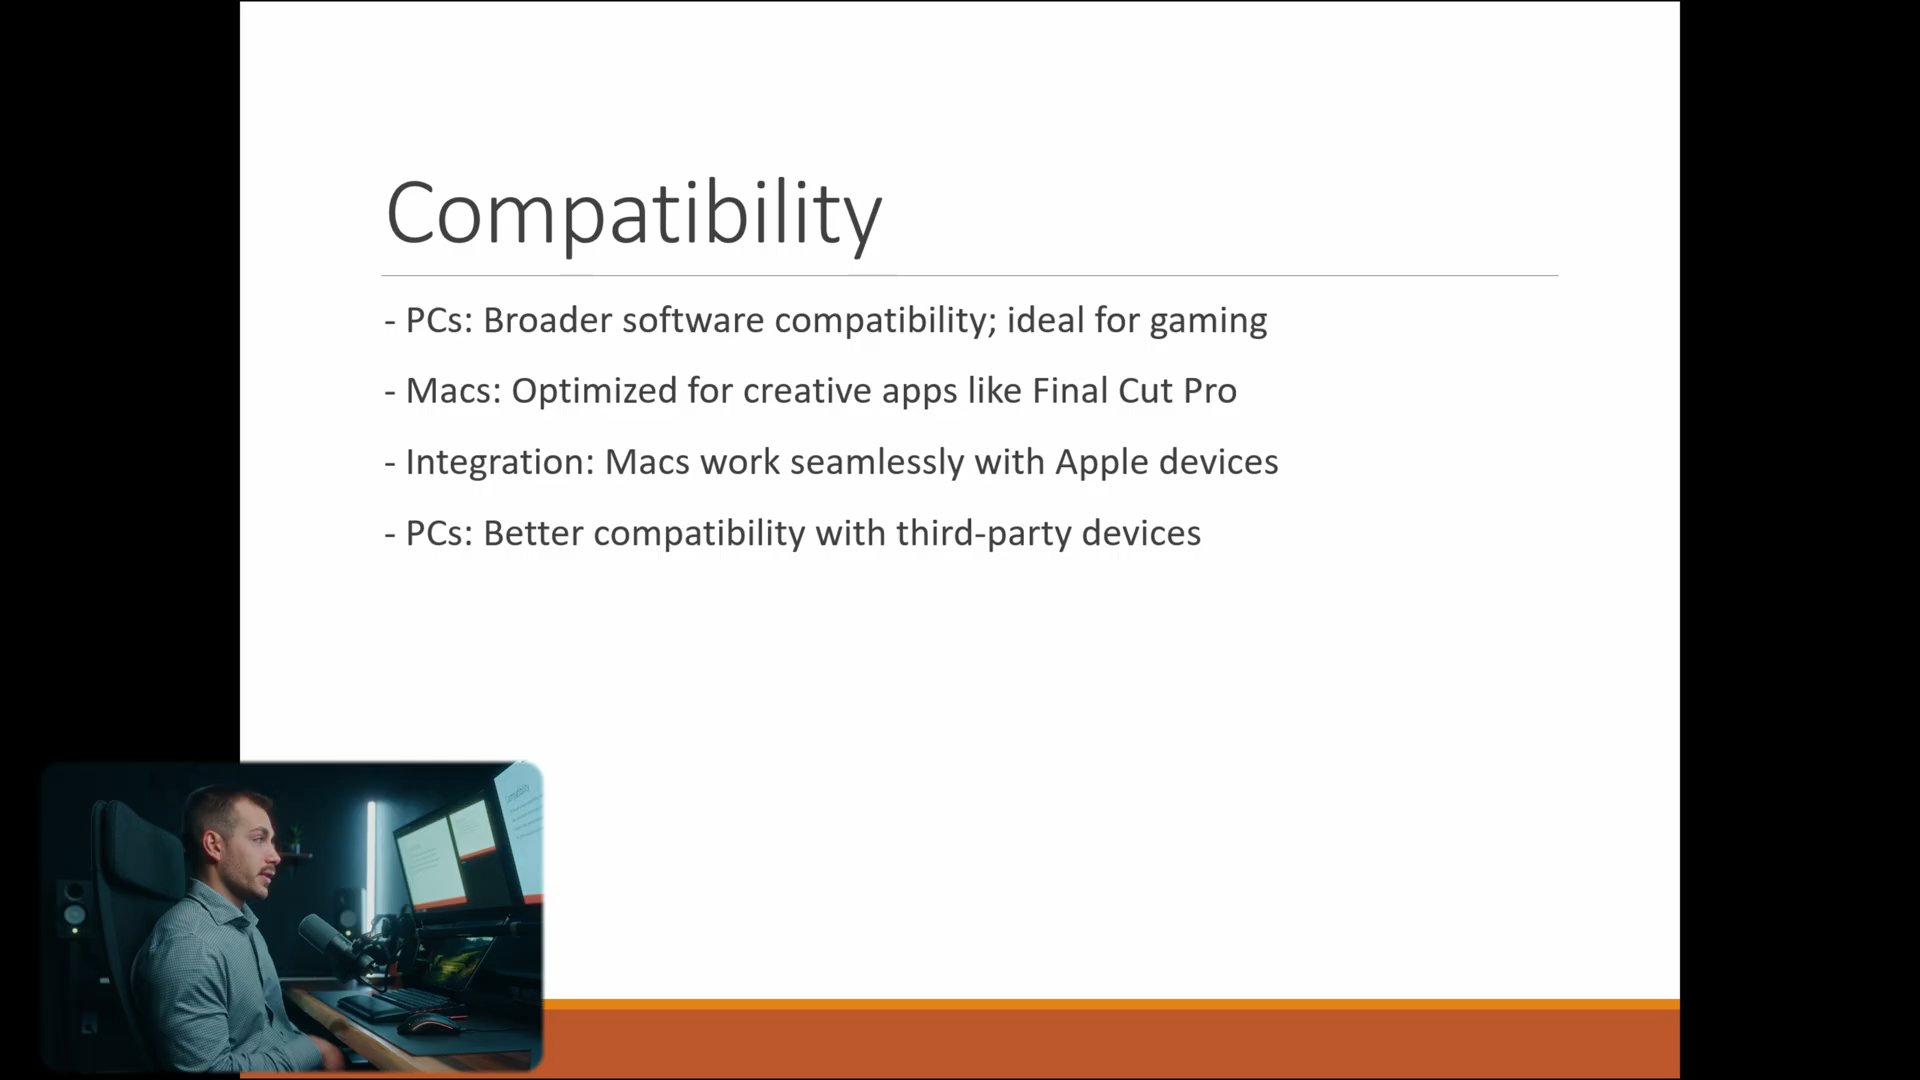 Compatibility
- PCs: Broader software compatibility; ideal for gaming
- Macs: Optimized for creative apps like Final Cut Pro
- Integration: Macs work seamlessly with Apple devices
- PCs: Better compatibility with third-party devices